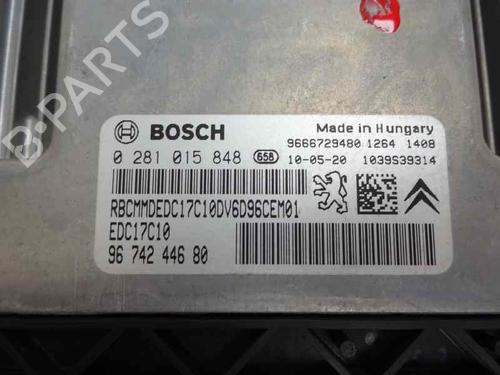 BOSCH
Made in Hungary
9666729480 1264 1408
0 281 015 848 658 10-05-20 1039S39314
RBCMMDEDC17C10DV6D96CEM01
EDC17C10
96 742 446 80
B-PARTS